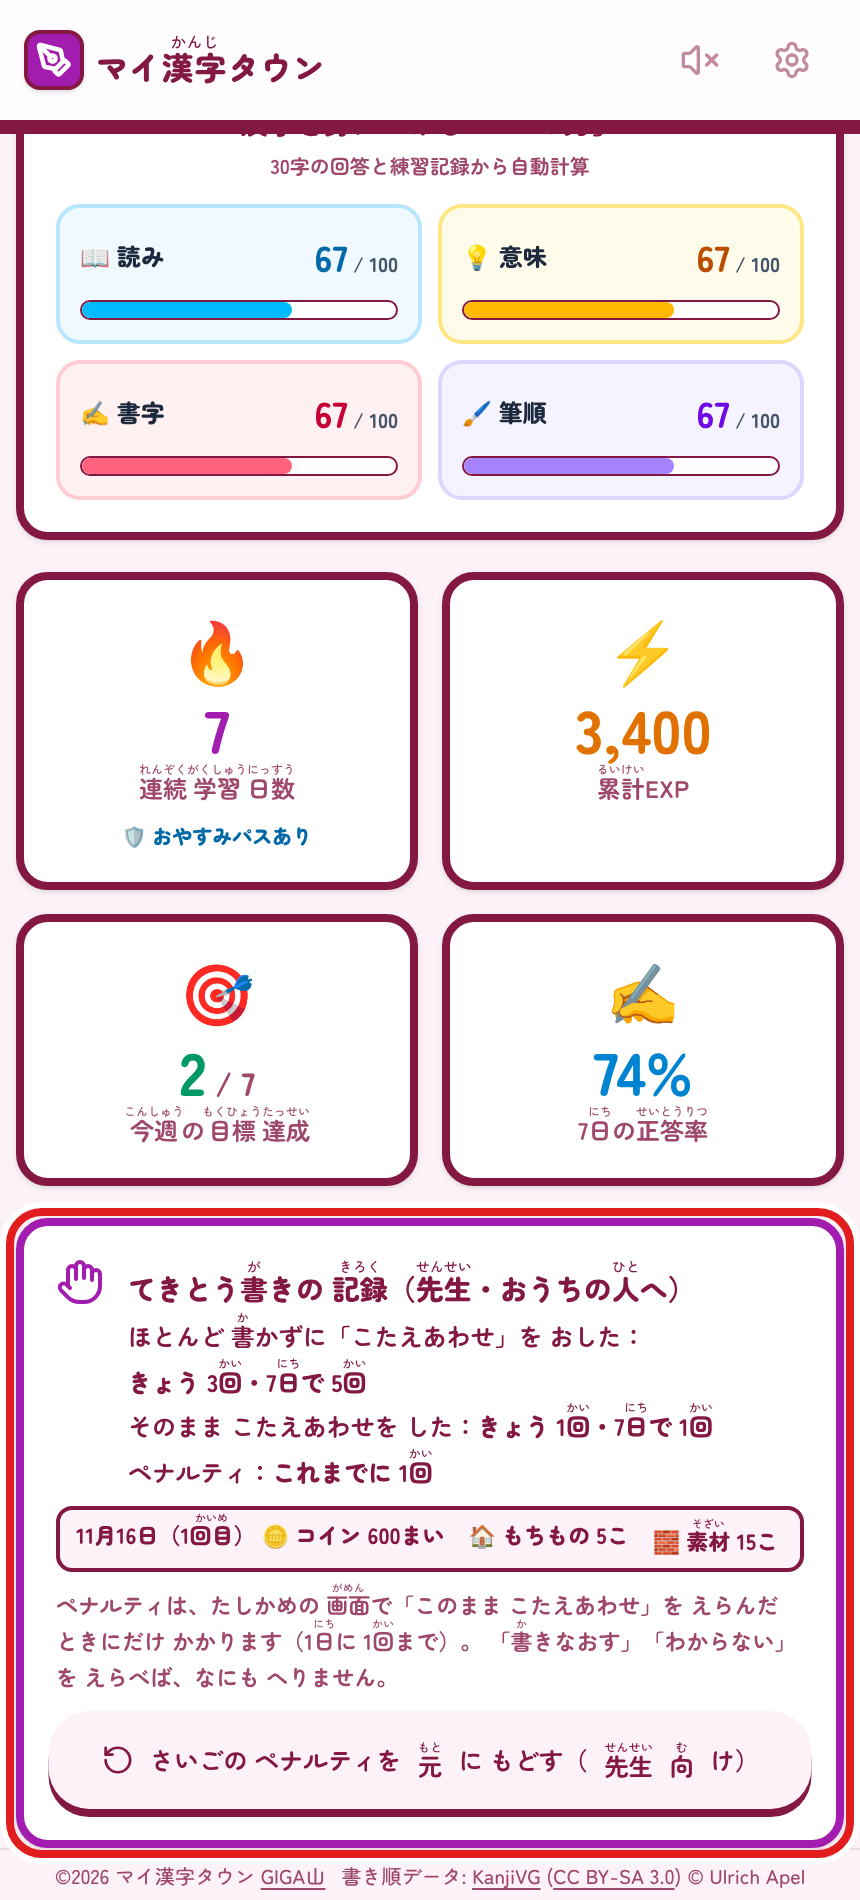 かんじ
マイ漢字タウン
30字の回答と練習記録から自動計算
読み 67 / 100
意味 67 / 100
書字 67 / 100
筆順 67 / 100
7
れんぞくがくしゅうにっすう
連続 学習 日数
おやすみパスあり
3,400
るいけい
累計EXP
2 / 7
こんしゅう もくひょうたっせい
今週の 目標 達成
74%
にち せいとうりつ
7日の正答率
が きろく せんせい ひと
てきとう書きの 記録（先生・おうちの人へ）
か
ほとんど 書かずに「こたえあわせ」を おした：
かい にち かい
きょう 3回・7日で 5回
かい にち かい
そのまま こたえあわせを した：きょう 1回・7日で 1回
かい
ペナルティ：これまでに 1回
かいめ そざい
11月16日（1回目） コイン 600まい もちもの 5こ 素材 15こ
がめん
ペナルティは、たしかめの 画面で「このまま こたえあわせ」を えらんだ
にち かい か
ときにだけ かかります（1日に 1回まで）。「書きなおす」「わからない」
を えらべば、なにも へりません。
もと せんせい む
さいごの ペナルティを 元 に もどす（ 先生 向 け）
©2026 マイ漢字タウン GIGA山 書き順データ: KanjiVG (CC BY-SA 3.0) © Ulrich Apel